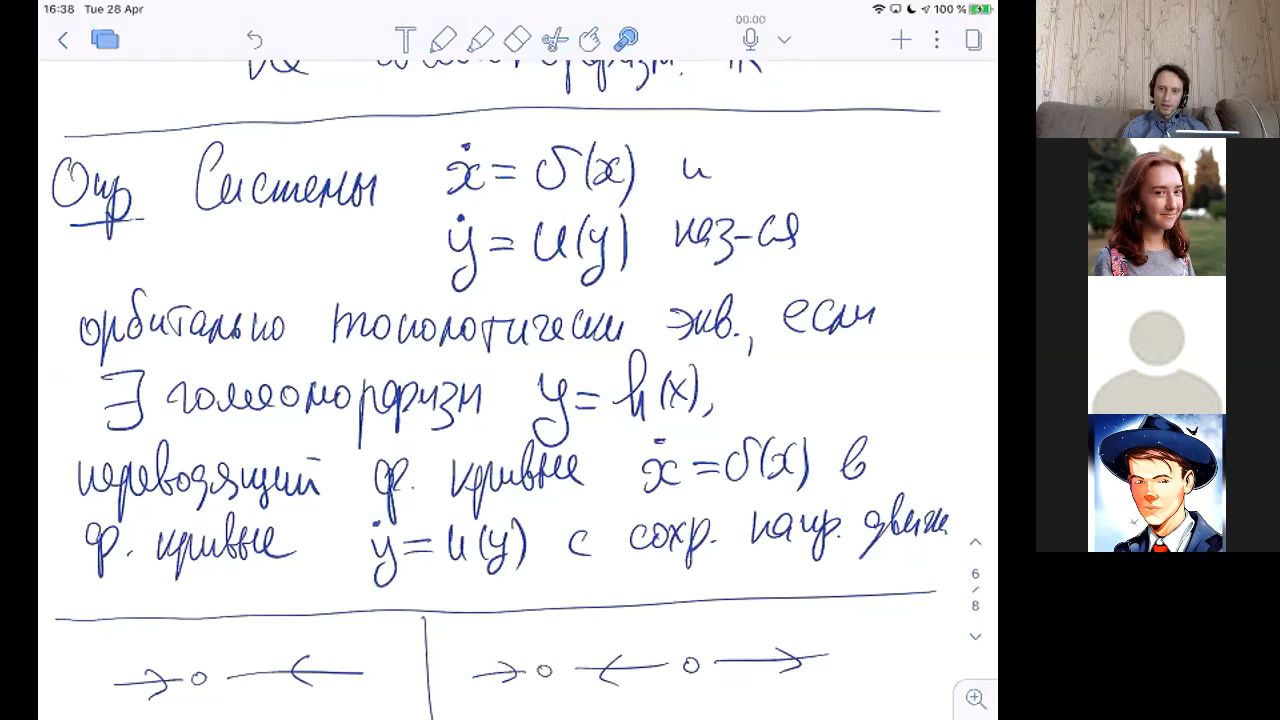 16:38 Tue 28 Apr
100 %
00:00
T
Опр. Системы ẋ = v(x) и
ẏ = u(y) наз-ся
орбитально топологически экв., если
∃ гомеоморфизм y = h(x),
переводящий ф. кривые ẋ = v(x) в
ф. кривые ẏ = u(y) с сохр. напр. движ.
6
/
8